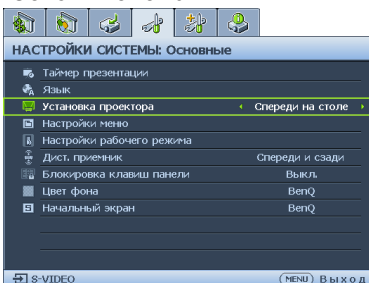 НАСТРОЙКИ СИСТЕМЫ: Основные
Таймер презентации
Язык
Установка проектора Спереди на столе
Настройки меню
Настройки рабочего режима
Дист. приемник Спереди и сзади
Блокировка клавиш панели Выкл.
Цвет фона BenQ
Начальный экран BenQ
S-VIDEO MENU Выход